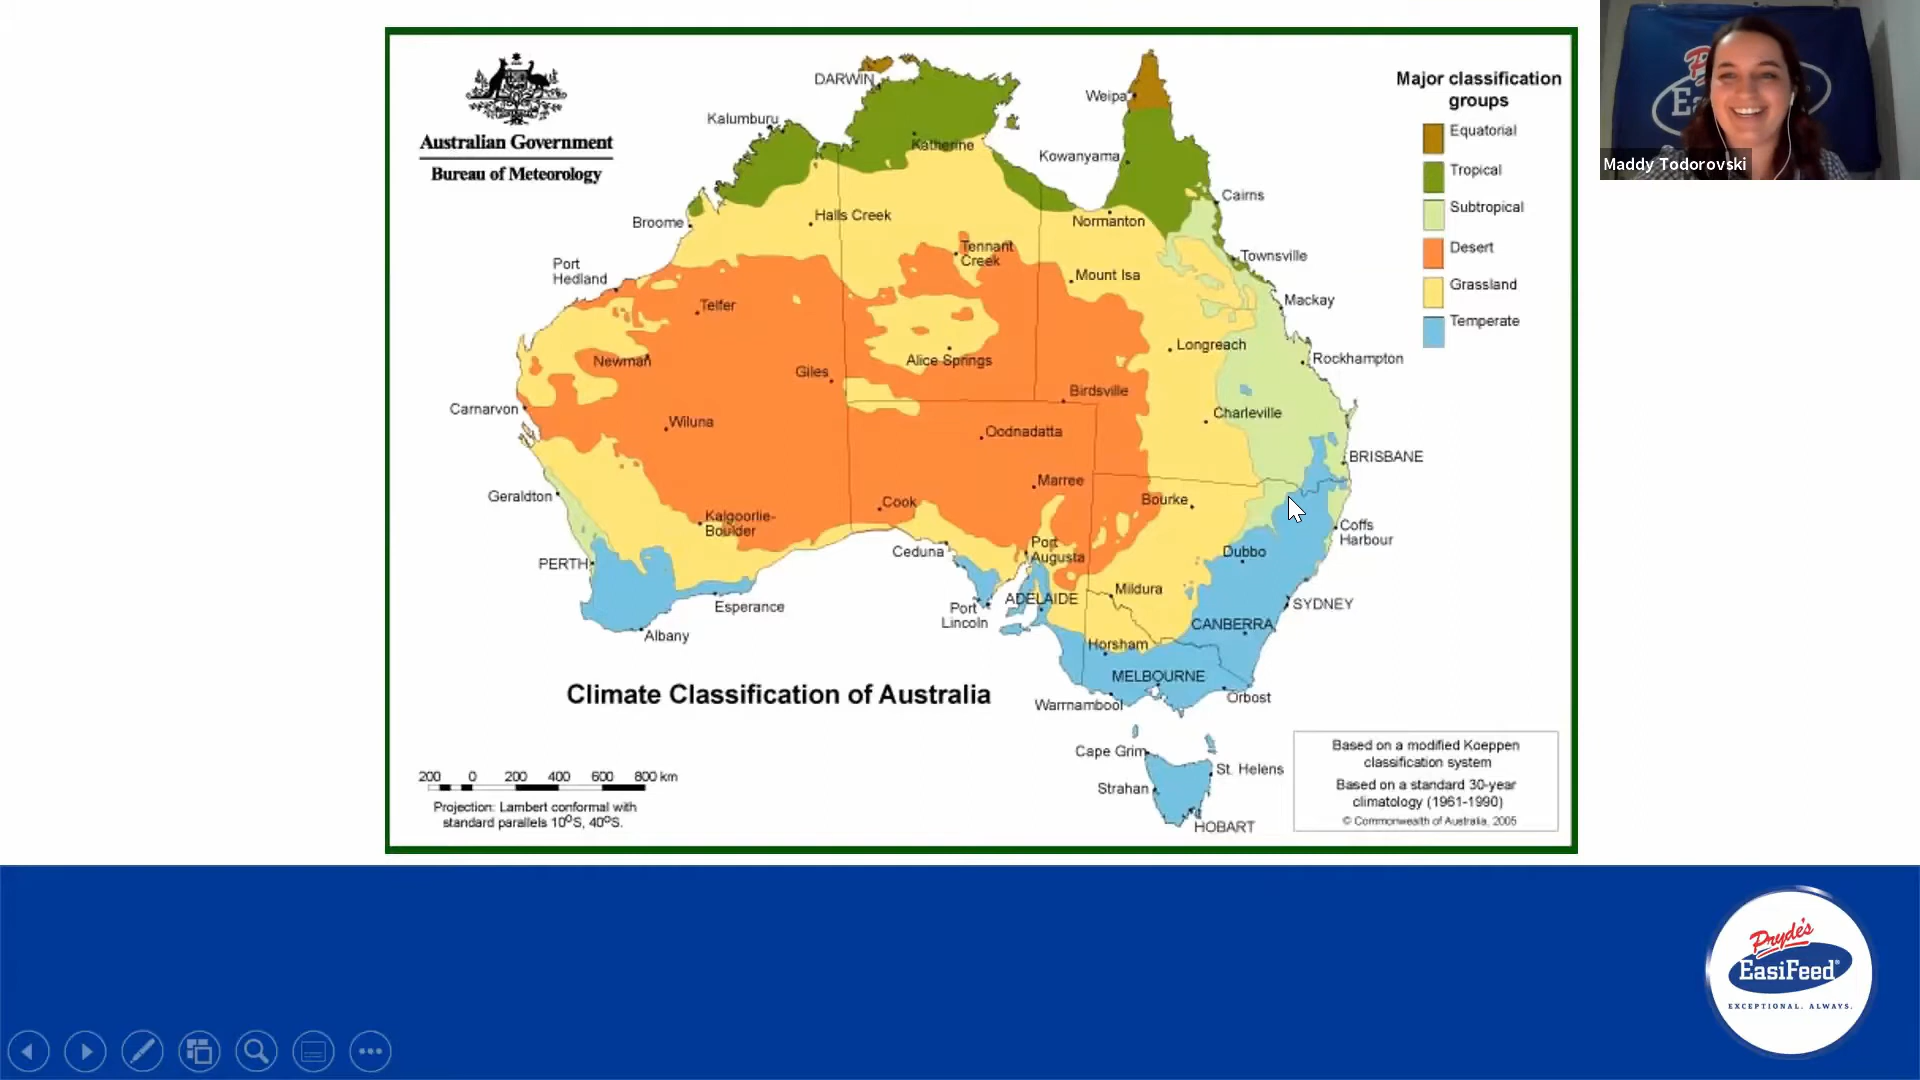 Australian Government
Bureau of Meteorology
DARWIN
Weipa
Kalumburu
Katherine
Kowanyama
Cairns
Broome
Halls Creek
Normanton
Tennant
Creek
Townsville
Port
Hedland
Mount Isa
Mackay
Telfer
Longreach
Rockhampton
Newman
Alice Springs
Giles
Birdsville
Carnarvon
Charleville
Wiluna
Oodnadatta
BRISBANE
Marree
Geraldton
Cook
Bourke
Kalgoorlie-
Boulder
Coffs
Harbour
Port
Augusta
Ceduna
Dubbo
PERTH
Mildura
Esperance
Port
Lincoln
ADELAIDE
SYDNEY
CANBERRA
Albany
Horsham
MELBOURNE
Orbost
Warrnambool
Cape Grim
St. Helens
Strahan
HOBART
Major classification
groups
Equatorial
Tropical
Subtropical
Desert
Grassland
Temperate
Climate Classification of Australia
200 0 200 400 600 800 km
Projection: Lambert conformal with
standard parallels 10°S, 40°S.
Based on a modified Koeppen
classification system
Based on a standard 30-year
climatology (1961-1990)
© Commonwealth of Australia, 2005
Maddy Todorovski
Pryde's
EasiFeed®
EXCEPTIONAL. ALWAYS.